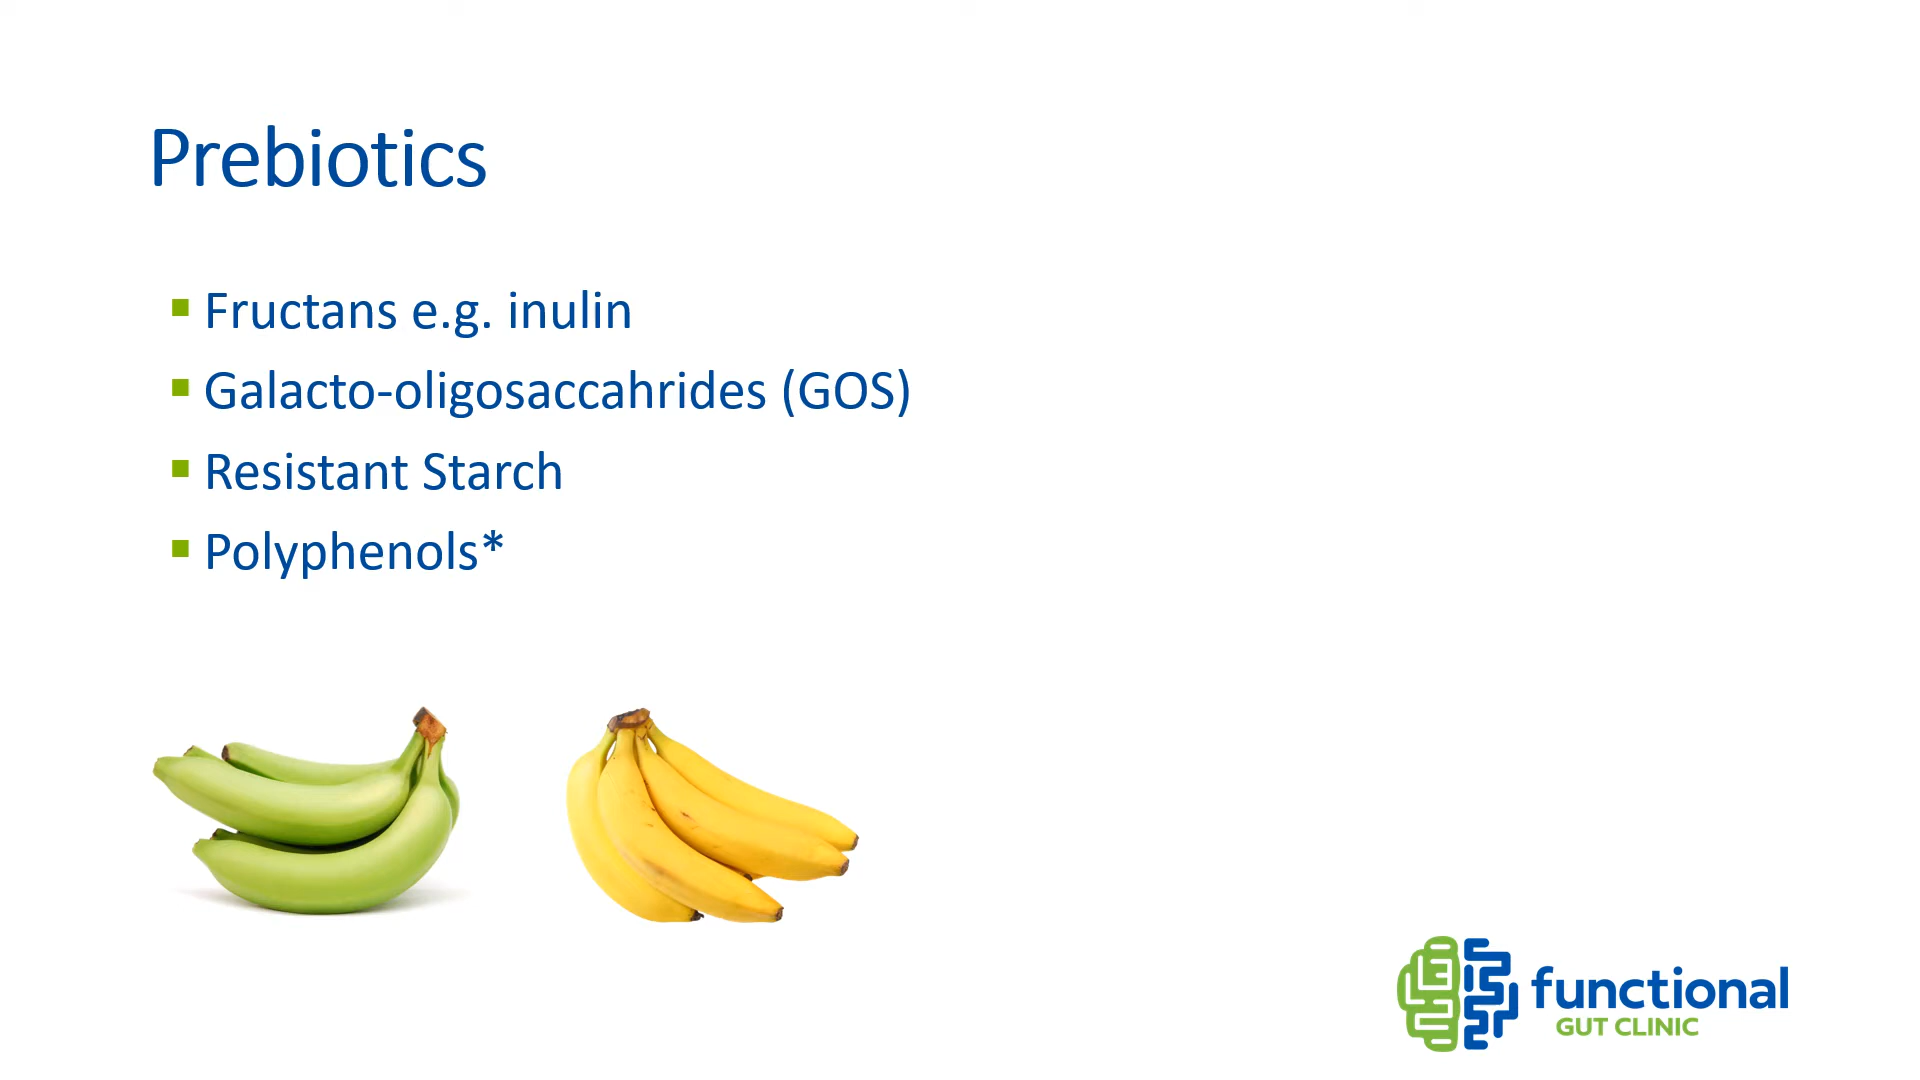 Prebiotics
Fructans e.g. inulin
Galacto-oligosaccahrides (GOS)
Resistant Starch
Polyphenols*
functional
GUT CLINIC